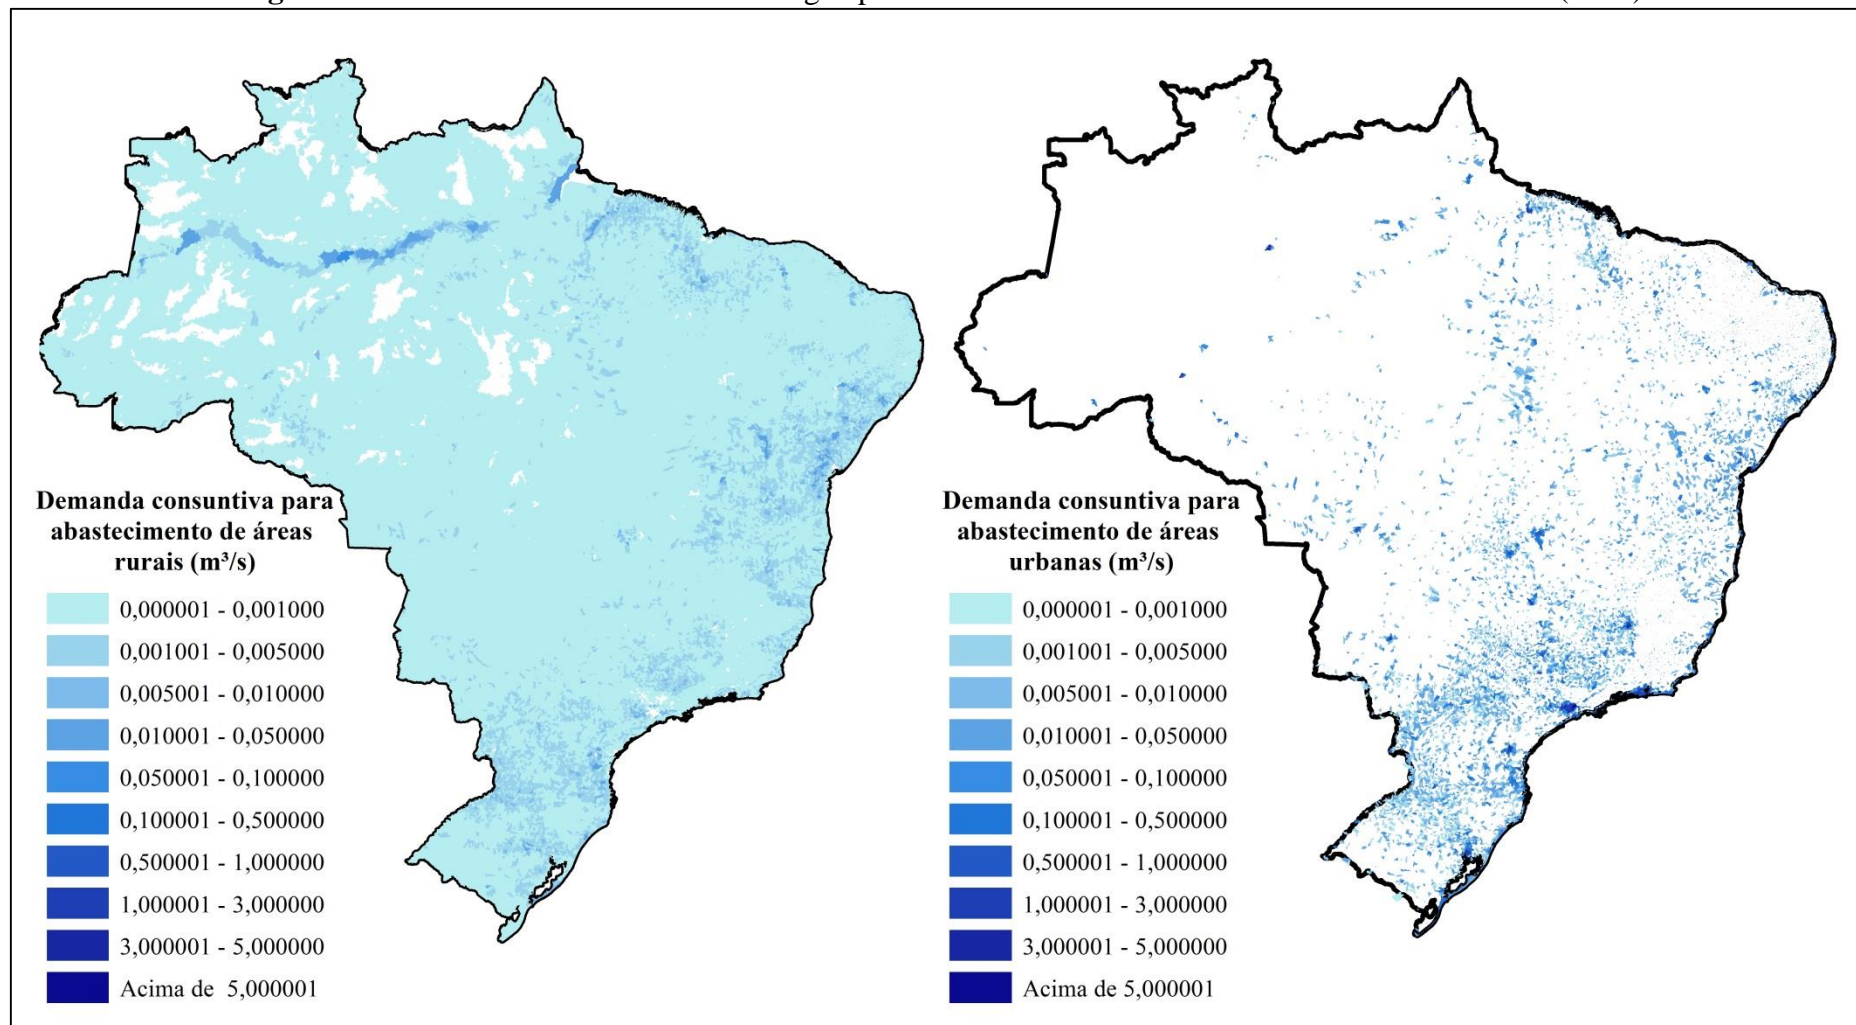 Demanda consuntiva para
abastecimento de áreas
rurais (m³/s)
0,000001 - 0,001000
0,001001 - 0,005000
0,005001 - 0,010000
0,010001 - 0,050000
0,050001 - 0,100000
0,100001 - 0,500000
0,500001 - 1,000000
1,000001 - 3,000000
3,000001 - 5,000000
Acima de 5,000001
Demanda consuntiva para
abastecimento de áreas
urbanas (m³/s)
0,000001 - 0,001000
0,001001 - 0,005000
0,005001 - 0,010000
0,010001 - 0,050000
0,050001 - 0,100000
0,100001 - 0,500000
0,500001 - 1,000000
1,000001 - 3,000000
3,000001 - 5,000000
Acima de 5,000001